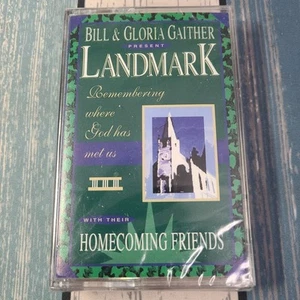 BILL & GLORIA GAITHER
PRESENT
LANDMARK
Remembering
where
God has
met us
WITH THEIR
HOMECOMING FRIENDS